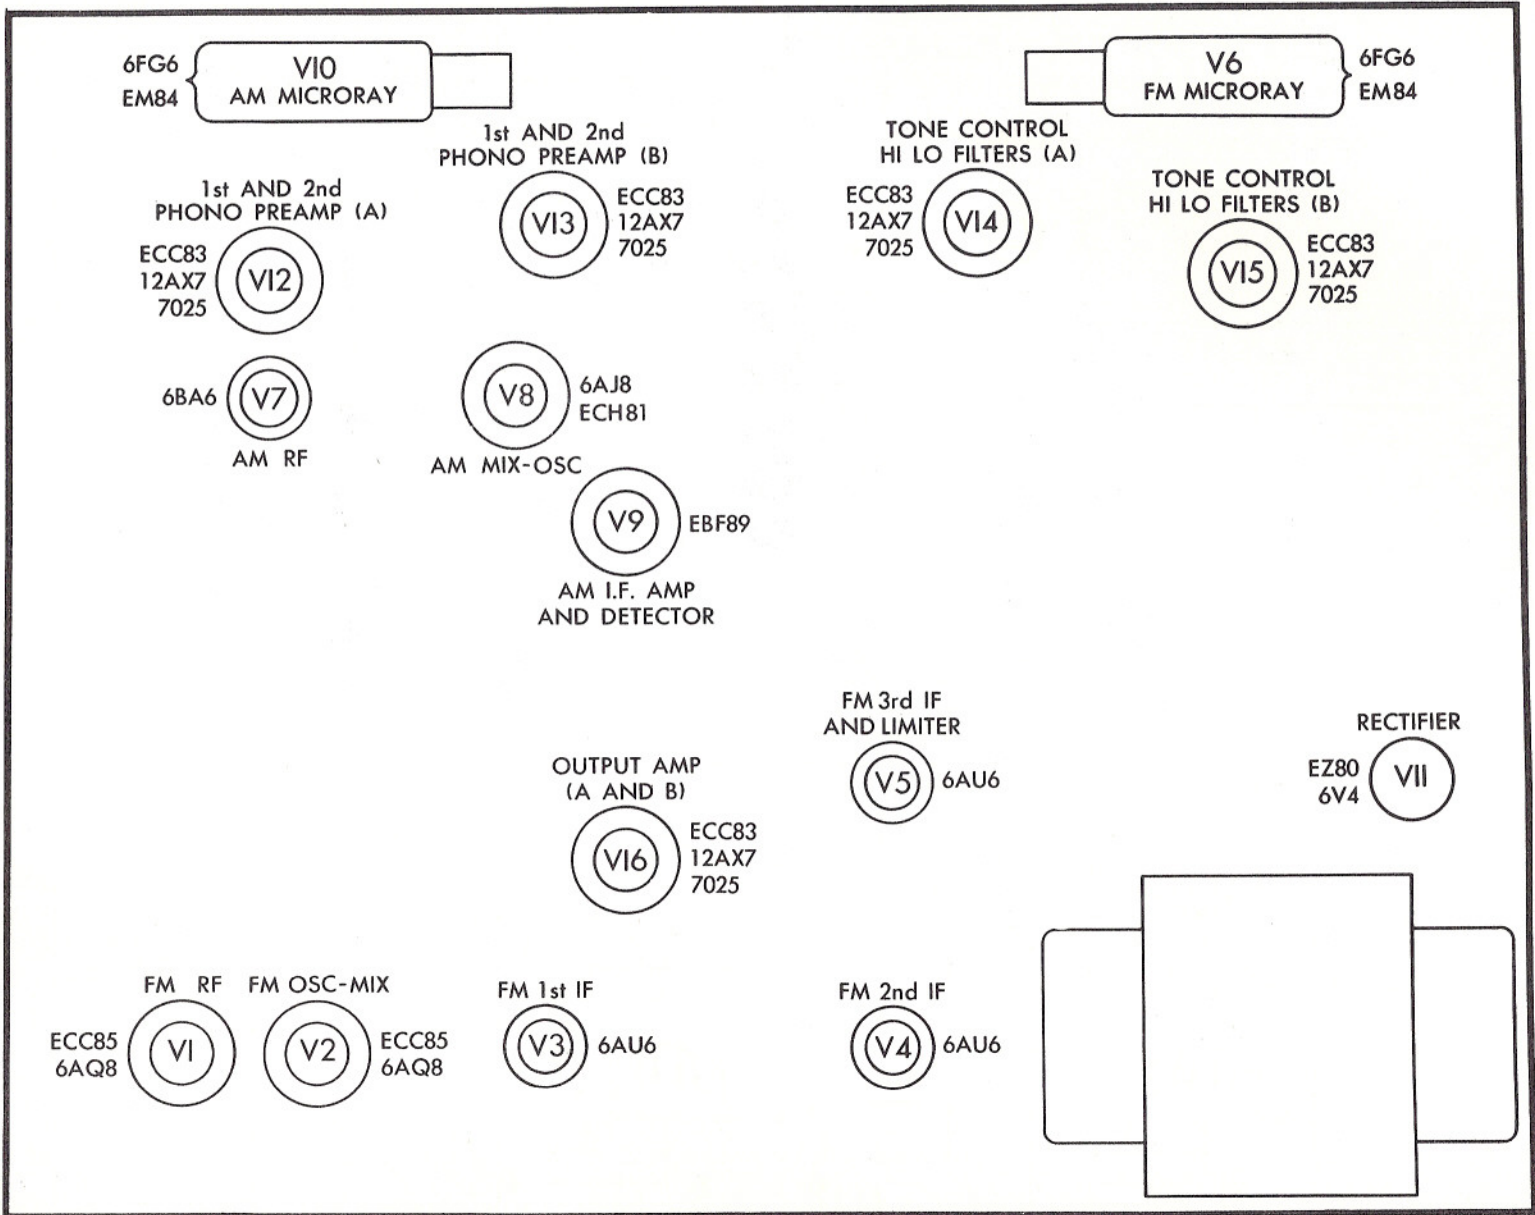 6FG6
EM84
V10
AM MICRORAY
V6
FM MICRORAY
6FG6
EM84
1st AND 2nd
PHONO PREAMP (B)
V13
ECC83
12AX7
7025
TONE CONTROL
HI LO FILTERS (A)
ECC83
12AX7
7025
V14
1st AND 2nd
PHONO PREAMP (A)
ECC83
12AX7
7025
V12
TONE CONTROL
HI LO FILTERS (B)
V15
ECC83
12AX7
7025
6BA6
V7
AM RF
V8
6AJ8
ECH81
AM MIX-OSC
V9
EBF89
AM I.F. AMP
AND DETECTOR
FM 3rd IF
AND LIMITER
V5
6AU6
RECTIFIER
EZ80
6V4
V11
OUTPUT AMP
(A AND B)
V16
ECC83
12AX7
7025
FM RF
ECC85
6AQ8
V1
FM OSC-MIX
V2
ECC85
6AQ8
FM 1st IF
V3
6AU6
FM 2nd IF
V4
6AU6